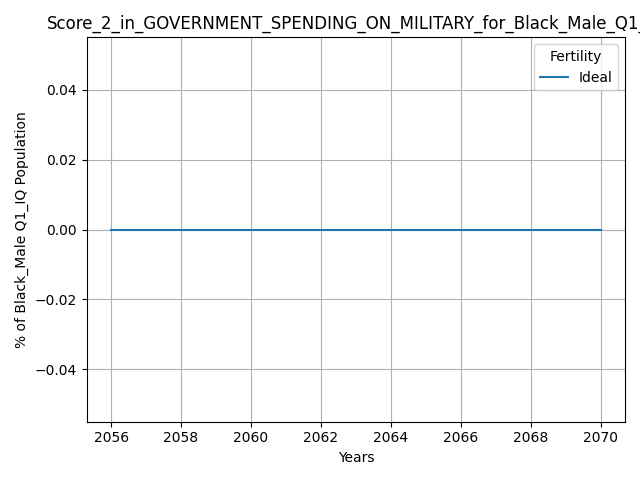 Score_2_in_GOVERNMENT_SPENDING_ON_MILITARY_for_Black_Male_Q1_
Fertility
Ideal
0.04
0.02
0.00
−0.02
−0.04
% of Black_Male Q1_IQ Population
2056 2058 2060 2062 2064 2066 2068 2070
Years